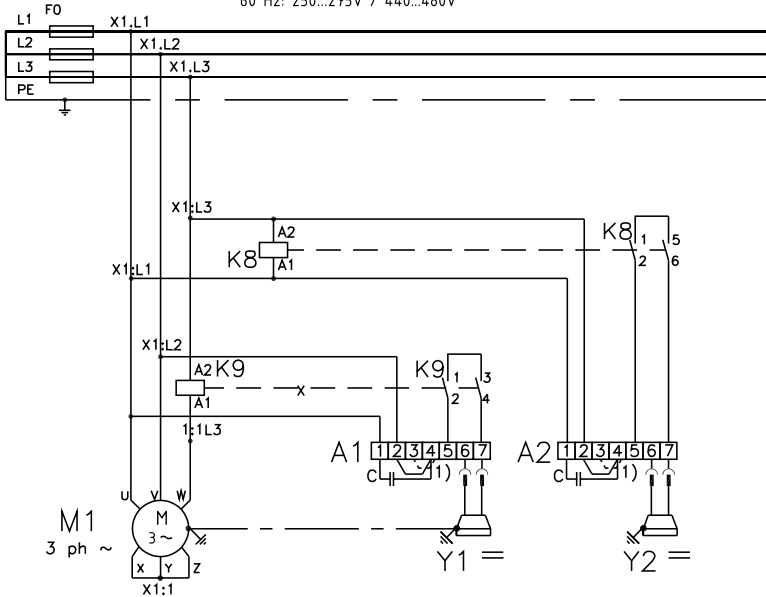 60 Hz: 250...295V / 440...480V
F0
L1 X1.L1
L2 X1.L2
L3 X1.L3
PE
X1:L3
A2
K8
A1
K8 1 5
2 6
X1:L1
X1:L2
A2 K9
A1
X
K9 1 3
2 4
1:1L3
A1 1 2 3 4 5 6 7
C 1)
A2 1 2 3 4 5 6 7
C 1)
U V W
M1
3 ph ~
M
3~
X Y Z
X1:1
Y1 =
Y2 =